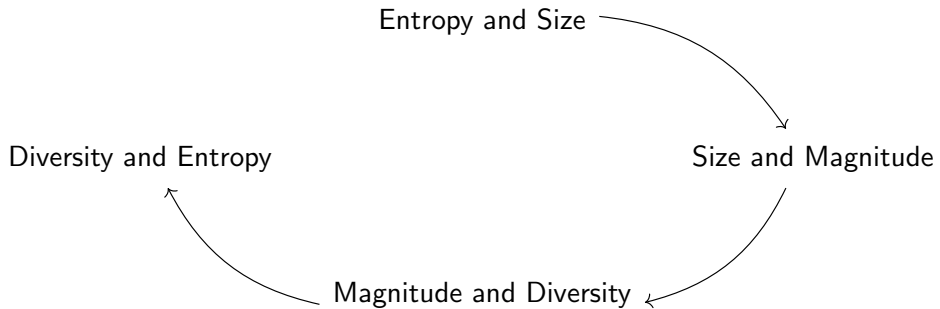 Entropy and Size
Diversity and Entropy
Size and Magnitude
Magnitude and Diversity